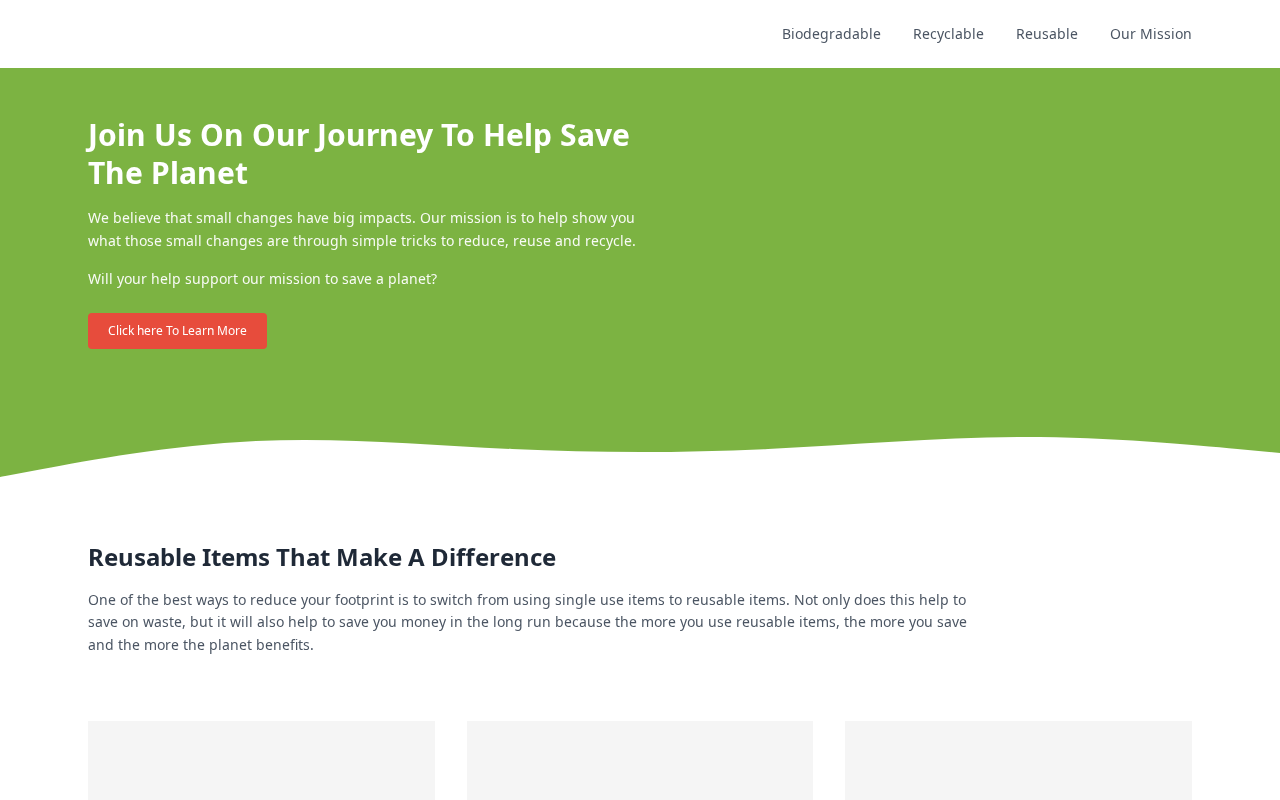 Biodegradable Recyclable Reusable Our Mission
Join Us On Our Journey To Help Save
The Planet
We believe that small changes have big impacts. Our mission is to help show you
what those small changes are through simple tricks to reduce, reuse and recycle.
Will your help support our mission to save a planet?
Click here To Learn More
Reusable Items That Make A Difference
One of the best ways to reduce your footprint is to switch from using single use items to reusable items. Not only does this help to
save on waste, but it will also help to save you money in the long run because the more you use reusable items, the more you save
and the more the planet benefits.